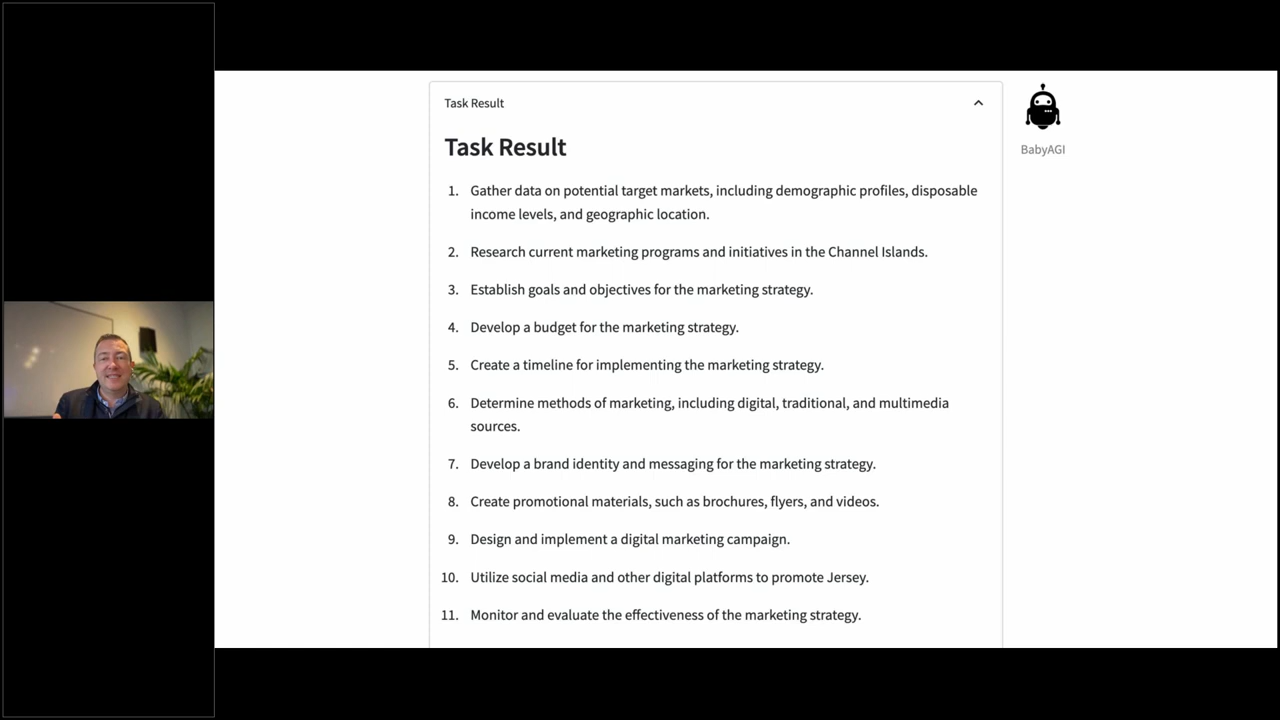 Task Result
Task Result
1. Gather data on potential target markets, including demographic profiles, disposable
income levels, and geographic location.
2. Research current marketing programs and initiatives in the Channel Islands.
3. Establish goals and objectives for the marketing strategy.
4. Develop a budget for the marketing strategy.
5. Create a timeline for implementing the marketing strategy.
6. Determine methods of marketing, including digital, traditional, and multimedia
sources.
7. Develop a brand identity and messaging for the marketing strategy.
8. Create promotional materials, such as brochures, flyers, and videos.
9. Design and implement a digital marketing campaign.
10. Utilize social media and other digital platforms to promote Jersey.
11. Monitor and evaluate the effectiveness of the marketing strategy.
BabyAGI